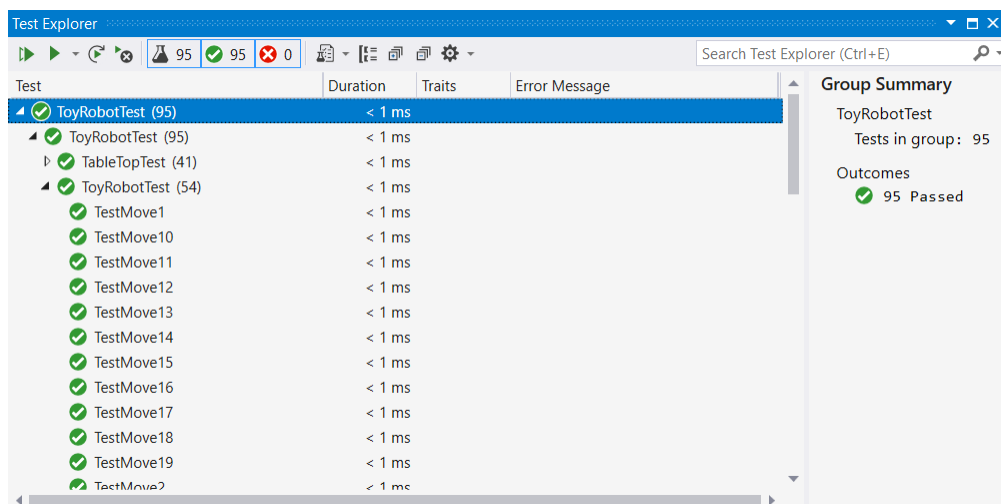 Test Explorer
95 95 0
Search Test Explorer (Ctrl+E)
Test Duration Traits Error Message
ToyRobotTest (95) < 1 ms
ToyRobotTest (95) < 1 ms
TableTopTest (41) < 1 ms
ToyRobotTest (54) < 1 ms
TestMove1 < 1 ms
TestMove10 < 1 ms
TestMove11 < 1 ms
TestMove12 < 1 ms
TestMove13 < 1 ms
TestMove14 < 1 ms
TestMove15 < 1 ms
TestMove16 < 1 ms
TestMove17 < 1 ms
TestMove18 < 1 ms
TestMove19 < 1 ms
TestMove2 < 1 ms
Group Summary
ToyRobotTest
Tests in group: 95
Outcomes
95 Passed